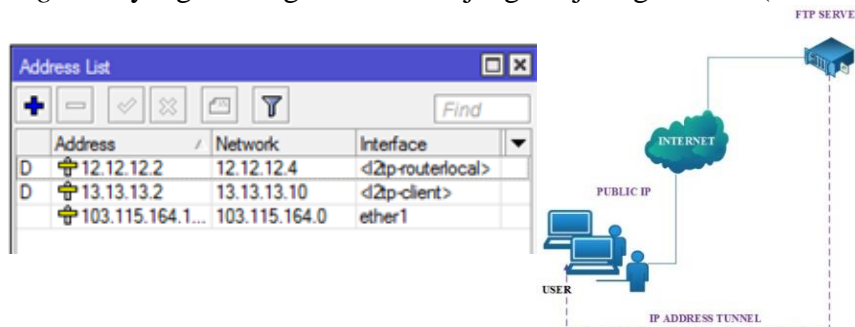 Address List
Find
Address / Network Interface
D 12.12.12.2 12.12.12.4 <l2tp-routerlocal>
D 13.13.13.2 13.13.13.10 <l2tp-client>
103.115.164.1... 103.115.164.0 ether1
FTP SERVE
INTERNET
PUBLIC IP
USER
IP ADDRESS TUNNEL